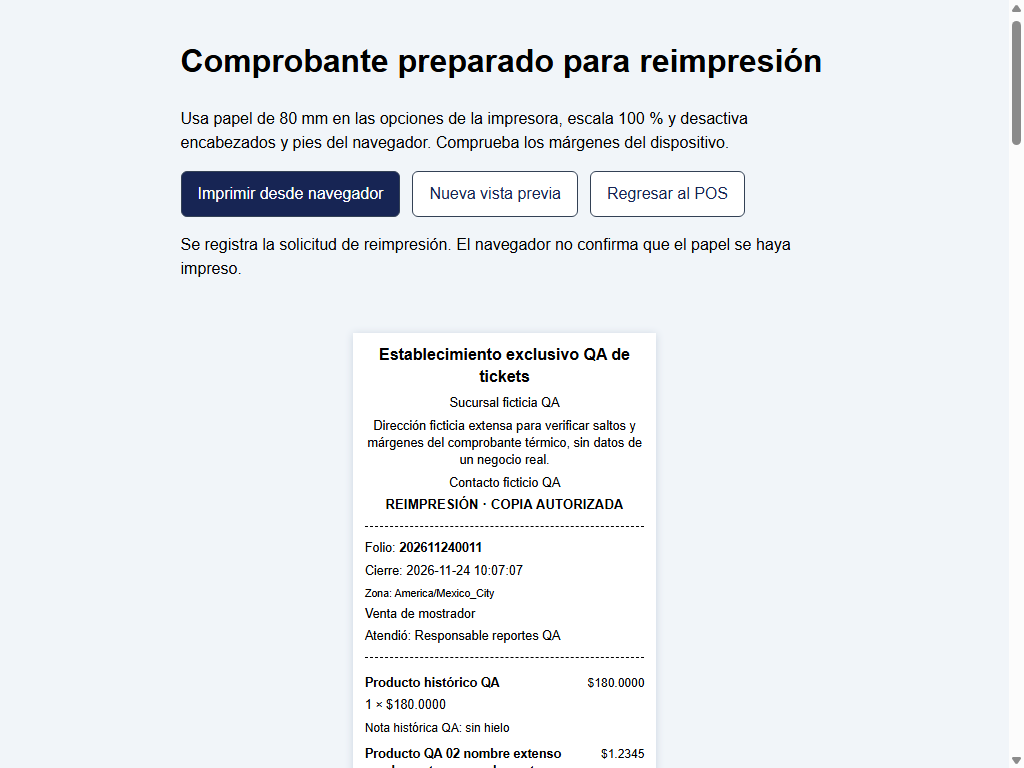 Comprobante preparado para reimpresión
Usa papel de 80 mm en las opciones de la impresora, escala 100 % y desactiva
encabezados y pies del navegador. Comprueba los márgenes del dispositivo.
Imprimir desde navegador
Nueva vista previa
Regresar al POS
Se registra la solicitud de reimpresión. El navegador no confirma que el papel se haya
impreso.
Establecimiento exclusivo QA de
tickets
Sucursal ficticia QA
Dirección ficticia extensa para verificar saltos y
márgenes del comprobante térmico, sin datos de
un negocio real.
Contacto ficticio QA
REIMPRESIÓN · COPIA AUTORIZADA
Folio: 202611240011
Cierre: 2026-11-24 10:07:07
Zona: America/Mexico_City
Venta de mostrador
Atendió: Responsable reportes QA
Producto histórico QA $180.0000
1 × $180.0000
Nota histórica QA: sin hielo
Producto QA 02 nombre extenso $1.2345